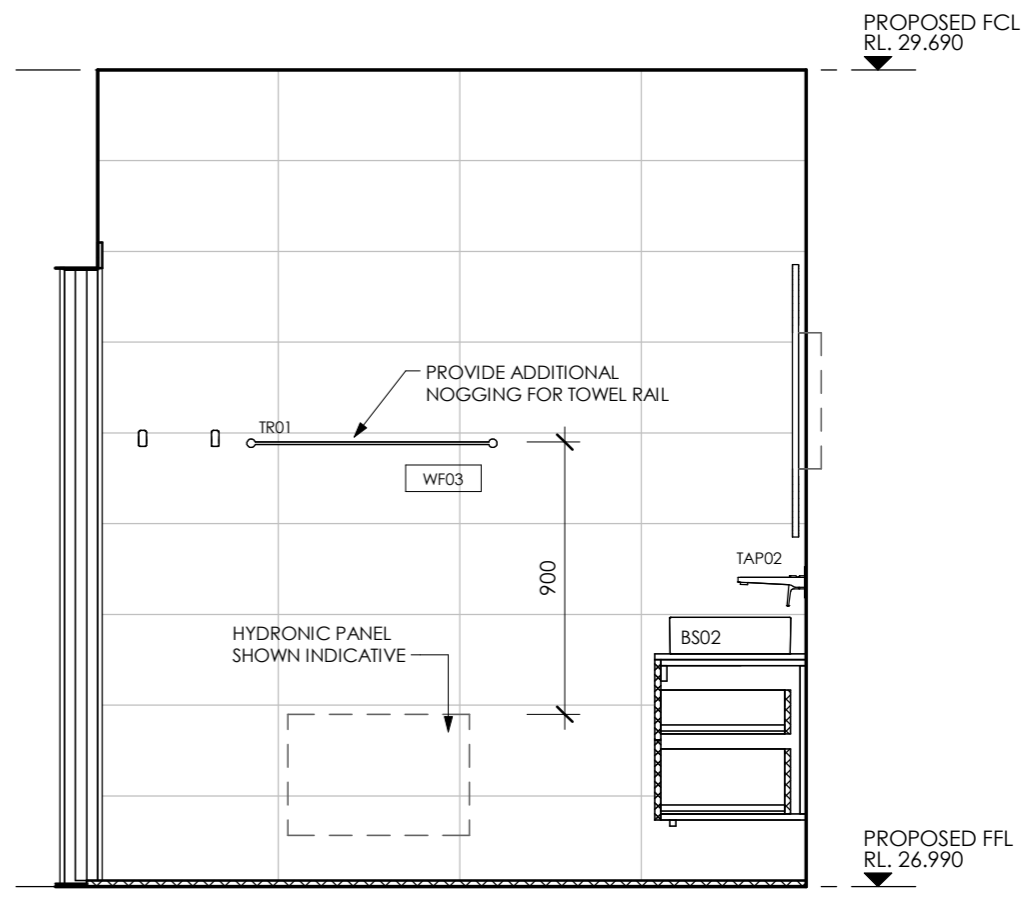 PROPOSED FCL
RL. 29.690
PROVIDE ADDITIONAL
NOGGING FOR TOWEL RAIL
TR01
WF03
900
TAP02
BS02
HYDRONIC PANEL
SHOWN INDICATIVE
PROPOSED FFL
RL. 26.990